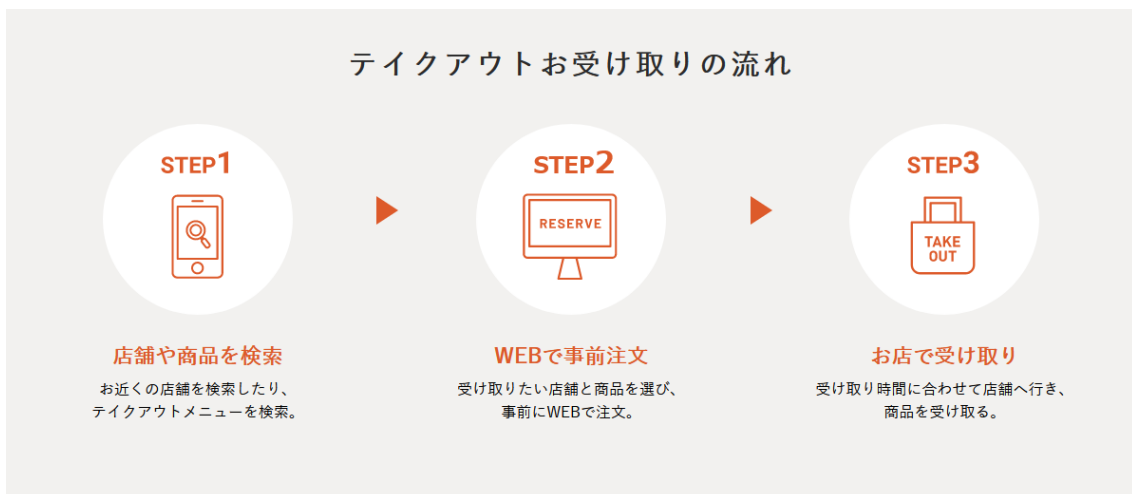 テイクアウトお受け取りの流れ
STEP1
店舗や商品を検索
お近くの店舗を検索したり、
テイクアウトメニューを検索。
STEP2
RESERVE
WEBで事前注文
受け取りたい店舗と商品を選び、
事前にWEBで注文。
STEP3
TAKE
OUT
お店で受け取り
受け取り時間に合わせて店舗へ行き、
商品を受け取る。